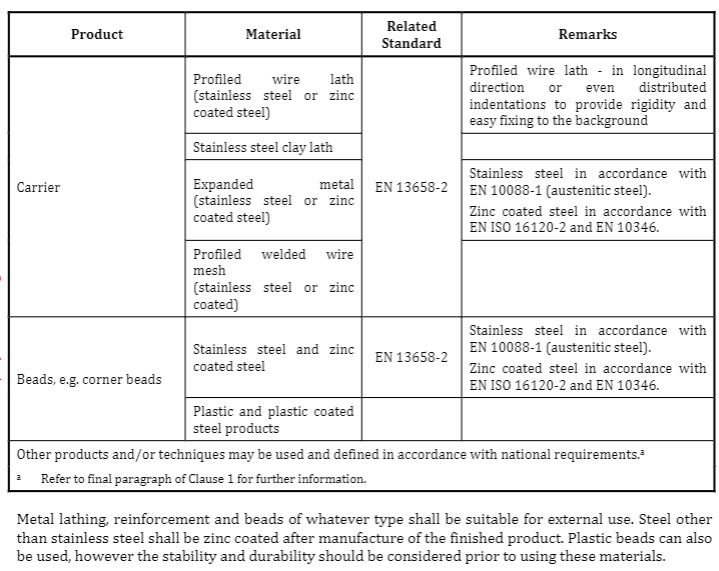 Product
Material
Related
Standard
Remarks
Carrier
Profiled wire lath
(stainless steel or zinc
coated steel)
EN 13658-2
Profiled wire lath - in longitudinal
direction or even distributed
indentations to provide rigidity and
easy fixing to the background
Stainless steel clay lath
Expanded metal
(stainless steel or zinc
coated steel)
Stainless steel in accordance with
EN 10088-1 (austenitic steel).
Zinc coated steel in accordance with
EN ISO 16120-2 and EN 10346.
Profiled welded wire
mesh
(stainless steel or zinc
coated)
Beads, e.g. corner beads
Stainless steel and zinc
coated steel
EN 13658-2
Stainless steel in accordance with
EN 10088-1 (austenitic steel).
Zinc coated steel in accordance with
EN ISO 16120-2 and EN 10346.
Plastic and plastic coated
steel products
Other products and/or techniques may be used and defined in accordance with national requirements.ª
ª Refer to final paragraph of Clause 1 for further information.
Metal lathing, reinforcement and beads of whatever type shall be suitable for external use. Steel other
than stainless steel shall be zinc coated after manufacture of the finished product. Plastic beads can also
be used, however the stability and durability should be considered prior to using these materials.